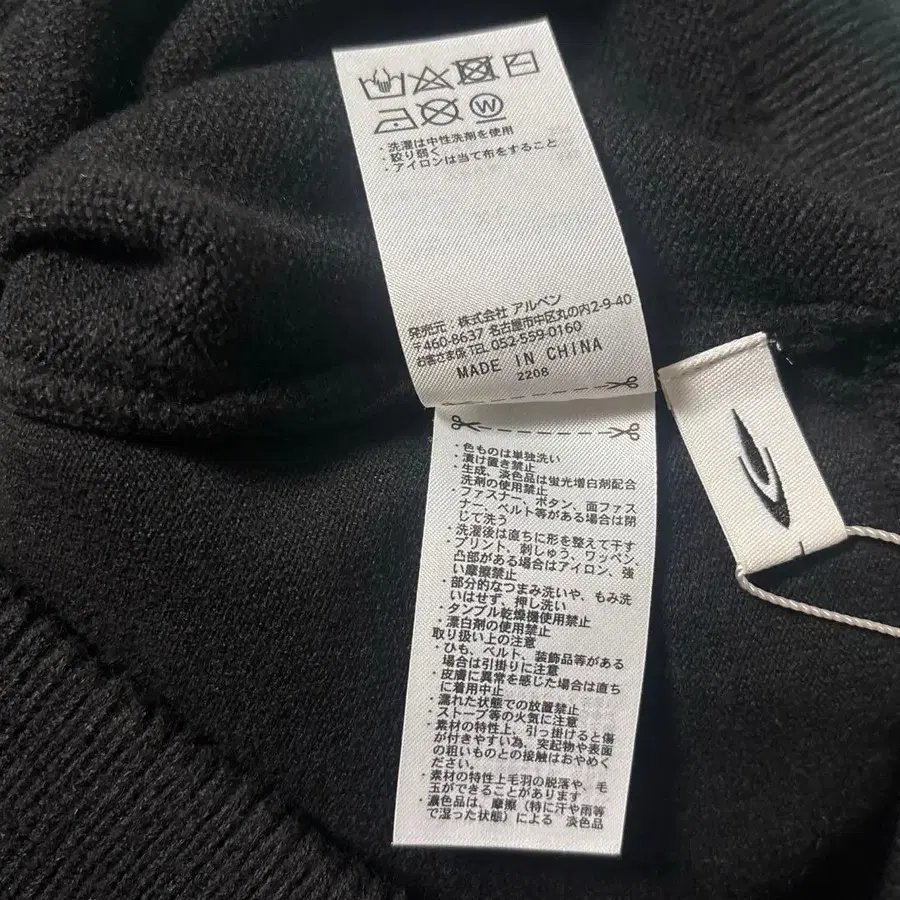 W
・洗濯は中性洗剤を使用
・絞り弱く
・アイロンは当て布をすること
発売元：株式会社 アルペン
〒460-8637 名古屋市中区丸の内2-9-40
お客さま係 TEL.052-559-0160
MADE IN CHINA
2208
・色ものは単独洗い
・漬け置き禁止
・生成、淡色品は蛍光増白剤配合
洗剤の使用禁止
・ファスナー、ボタン、面ファス
ナー、ベルト等がある場合は閉
じて洗う
・洗濯後は直ちに形を整えて干す
・プリント、刺しゅう、ワッペン、
凸部がある場合はアイロン、強
い摩擦禁止
・部分的なつまみ洗いや、もみ洗
いはせず、押し洗い
・タンブル乾燥機使用禁止
・漂白剤の使用禁止
取り扱い上の注意
・ひも、ベルト、装飾品等がある
場合は引掛りに注意
・皮膚に異常を感じた場合は直ち
に着用中止
・濡れた状態での放置禁止
・ストーブ等の火気に注意
・素材の特性上、引っ掛けると傷
が付きやすい為、突起物や表面
の粗いものとの接触はおやめく
ださい。
・素材の特性上毛羽の脱落や、毛
玉ができることがあります
・濃色品は、摩擦（特に汗や雨等
で湿った状態）による 淡色品